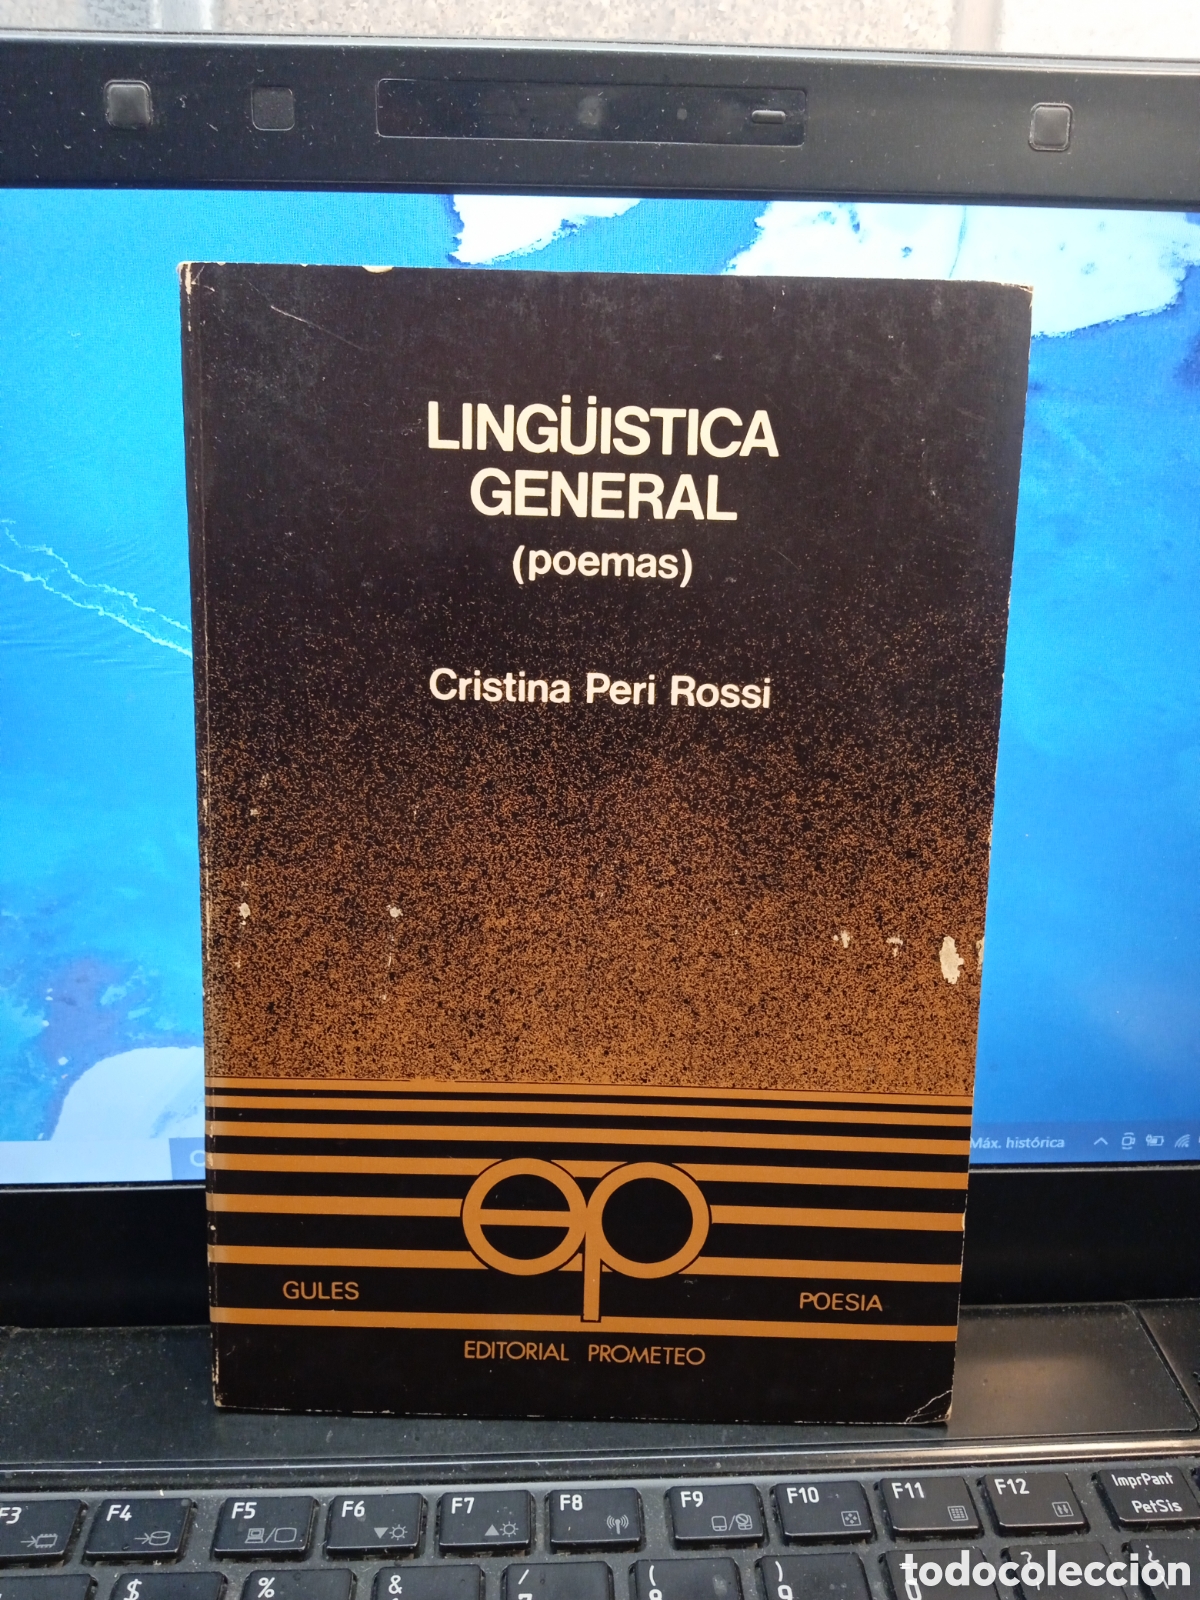 LINGÜISTICA
GENERAL
(poemas)
Cristina Peri Rossi
Máx. histórica
ep
GULES
POESIA
EDITORIAL PROMETEO
F3
F4
F5
F6
F7
F8
F9
F10
F11
F12
ImprPant
PetSis
$
%
&
/
(
)
todocoleccion